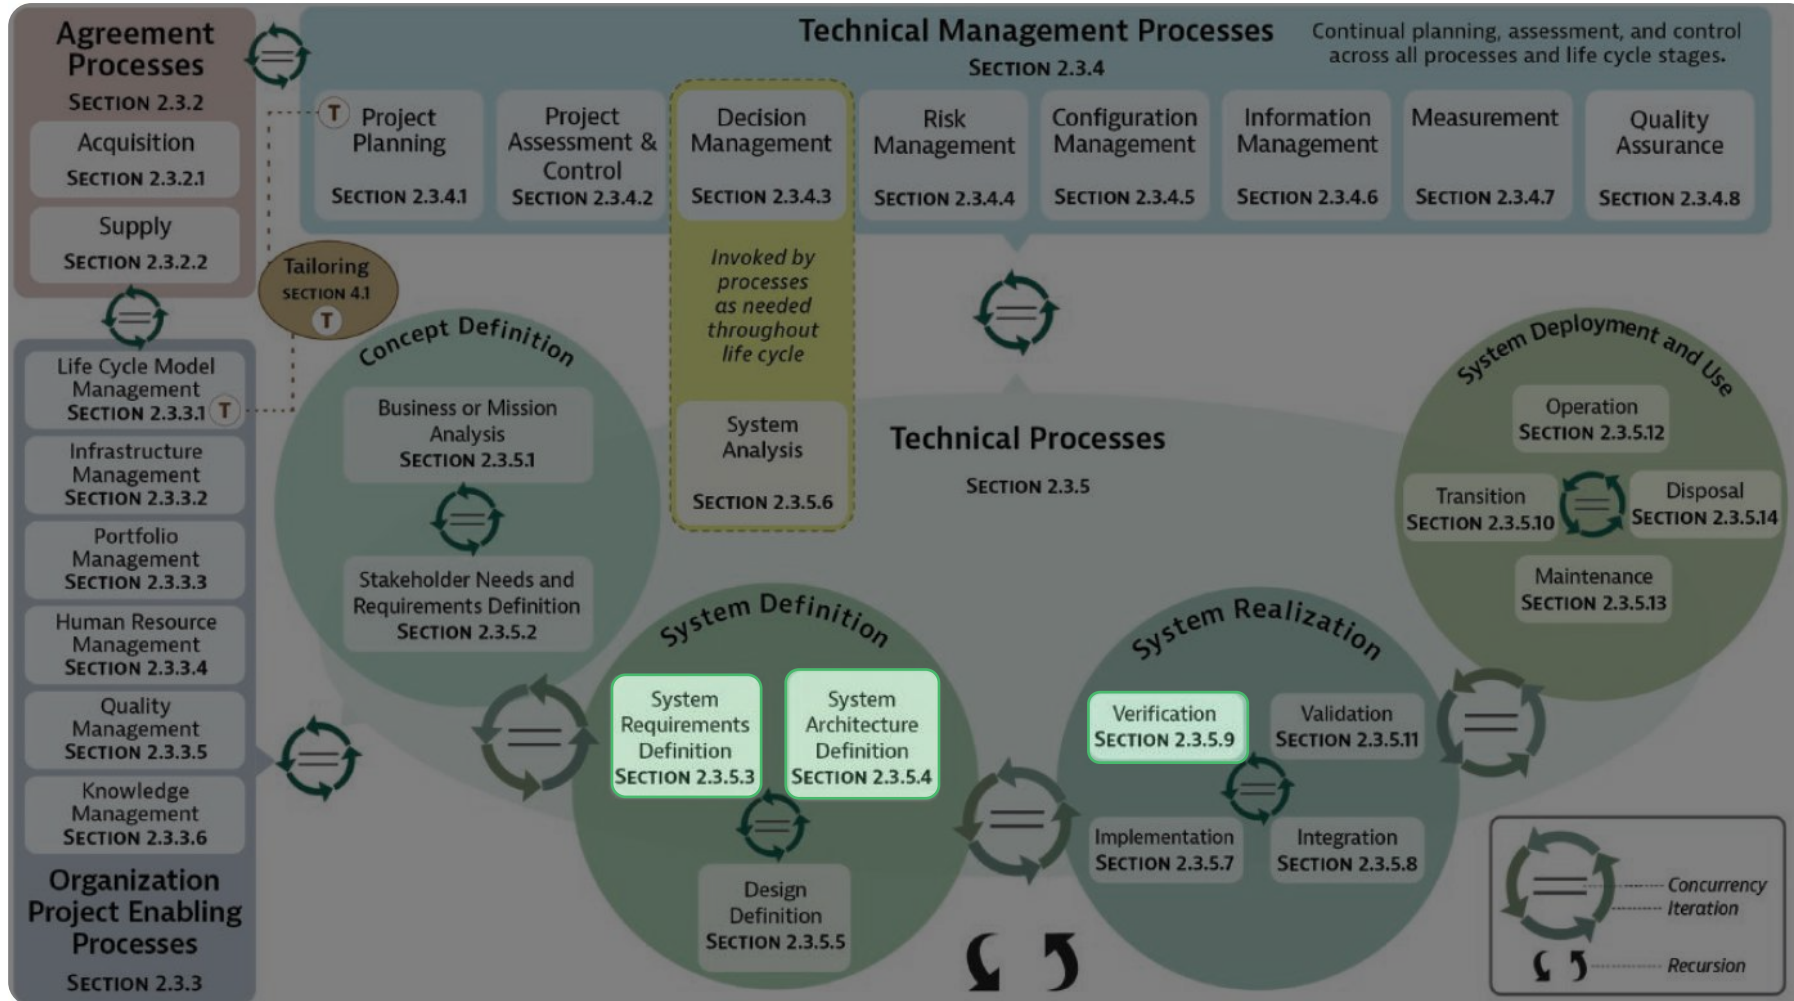 Agreement
Processes
SECTION 2.3.2
Acquisition
SECTION 2.3.2.1
Supply
SECTION 2.3.2.2
Technical Management Processes
SECTION 2.3.4
Continual planning, assessment, and control
across all processes and life cycle stages.
T
Project
Planning
SECTION 2.3.4.1
Project
Assessment &
Control
SECTION 2.3.4.2
Decision
Management
SECTION 2.3.4.3
Risk
Management
SECTION 2.3.4.4
Configuration
Management
SECTION 2.3.4.5
Information
Management
SECTION 2.3.4.6
Measurement
SECTION 2.3.4.7
Quality
Assurance
SECTION 2.3.4.8
Invoked by
processes
as needed
throughout
life cycle
System
Analysis
SECTION 2.3.5.6
Tailoring
SECTION 4.1
T
Life Cycle Model
Management
SECTION 2.3.3.1
T
Infrastructure
Management
SECTION 2.3.3.2
Portfolio
Management
SECTION 2.3.3.3
Human Resource
Management
SECTION 2.3.3.4
Quality
Management
SECTION 2.3.3.5
Knowledge
Management
SECTION 2.3.3.6
Organization
Project Enabling
Processes
SECTION 2.3.3
Concept Definition
Business or Mission
Analysis
SECTION 2.3.5.1
Stakeholder Needs and
Requirements Definition
SECTION 2.3.5.2
Technical Processes
SECTION 2.3.5
System Definition
System
Requirements
Definition
SECTION 2.3.5.3
System
Architecture
Definition
SECTION 2.3.5.4
Design
Definition
SECTION 2.3.5.5
System Realization
Verification
SECTION 2.3.5.9
Validation
SECTION 2.3.5.11
Implementation
SECTION 2.3.5.7
Integration
SECTION 2.3.5.8
System Deployment and Use
Operation
SECTION 2.3.5.12
Transition
SECTION 2.3.5.10
Disposal
SECTION 2.3.5.14
Maintenance
SECTION 2.3.5.13
Concurrency
Iteration
Recursion